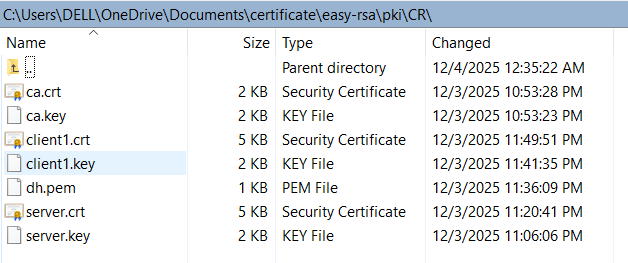 C:\Users\DELL\OneDrive\Documents\certificate\easy-rsa\pki\CR\
Name Size Type Changed
.. Parent directory 12/4/2025 12:35:22 AM
ca.crt 2 KB Security Certificate 12/3/2025 10:53:28 PM
ca.key 2 KB KEY File 12/3/2025 10:53:23 PM
client1.crt 5 KB Security Certificate 12/3/2025 11:49:51 PM
client1.key 2 KB KEY File 12/3/2025 11:41:35 PM
dh.pem 1 KB PEM File 12/3/2025 11:36:09 PM
server.crt 5 KB Security Certificate 12/3/2025 11:20:41 PM
server.key 2 KB KEY File 12/3/2025 11:06:06 PM